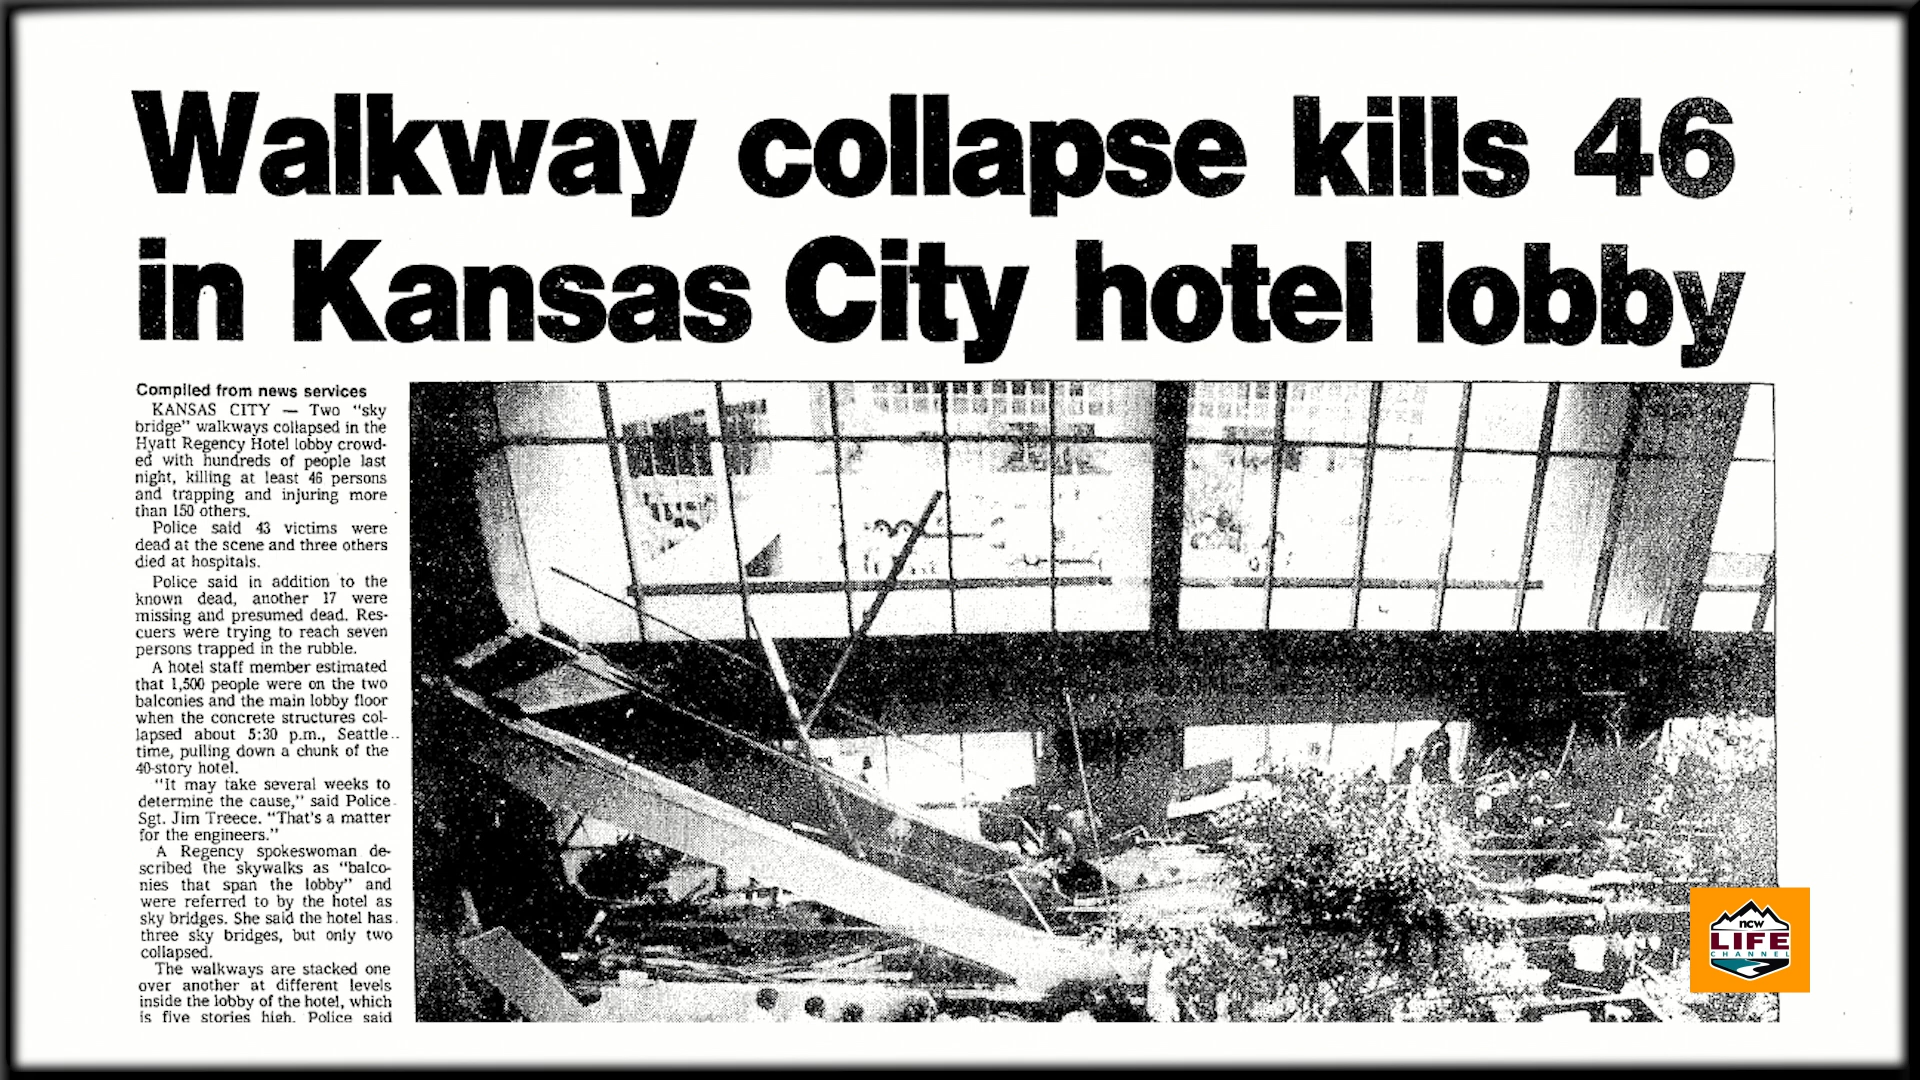 Walkway collapse kills 46
in Kansas City hotel lobby
Compiled from news services
KANSAS CITY — Two "sky
bridge" walkways collapsed in the
Hyatt Regency Hotel lobby crowd-
ed with hundreds of people last
night, killing at least 46 persons
and trapping and injuring more
than 150 others.
Police said 43 victims were
dead at the scene and three others
died at hospitals.
Police said in addition to the
known dead, another 17 were
missing and presumed dead. Res-
cuers were trying to reach seven
persons trapped in the rubble.
A hotel staff member estimated
that 1,500 people were on the two
balconies and the main lobby floor
when the concrete structures col-
lapsed about 5:30 p.m., Seattle
time, pulling down a chunk of the
40-story hotel.
"It may take several weeks to
determine the cause," said Police
Sgt. Jim Treece. "That's a matter
for the engineers."
A Regency spokeswoman de-
scribed the skywalks as "balco-
nies that span the lobby" and
were referred to by the hotel as
sky bridges. She said the hotel has
three sky bridges, but only two
collapsed.
The walkways are stacked one
over another at different levels
inside the lobby of the hotel, which
is five stories high. Police said
ncw
LIFE
CHANNEL